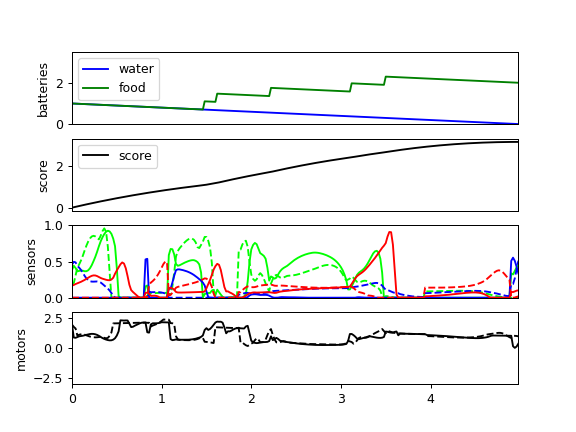 batteries
2
0
water
food
score
2
0
score
sensors
1.0
0.5
0.0
motors
2.5
0.0
−2.5
0 1 2 3 4